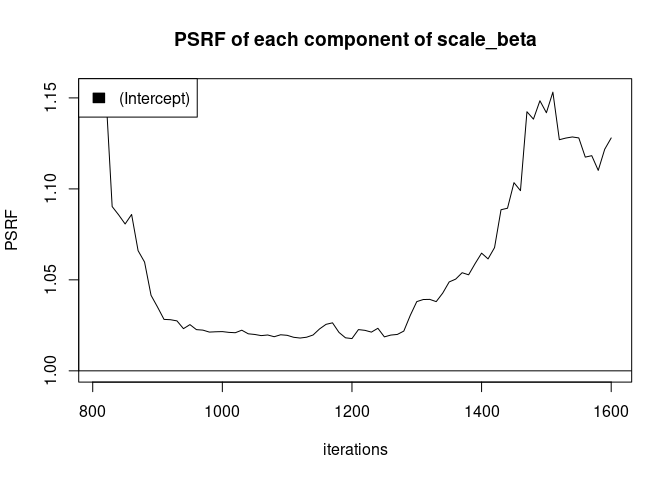 PSRF of each component of scale_beta
(Intercept)
PSRF
1.15
1.10
1.05
1.00
800 1000 1200 1400 1600
iterations